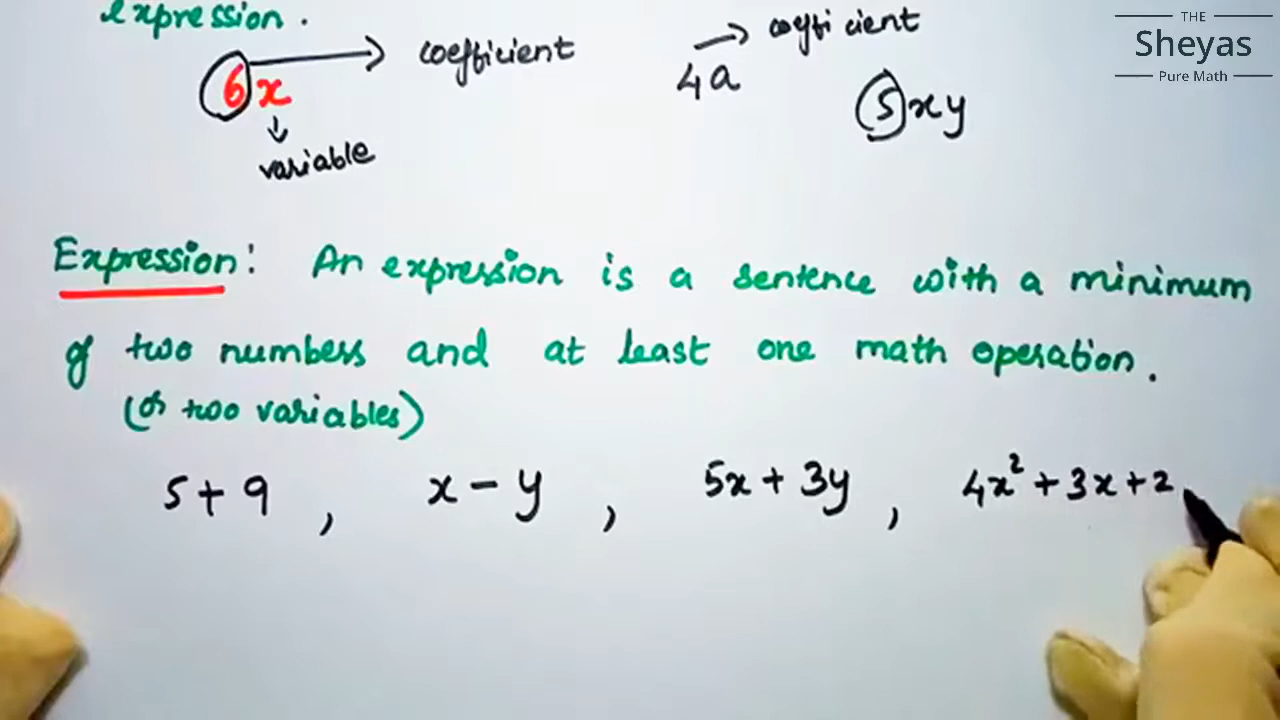 expression.
6x → coefficient
4a → coefficient
5xy
variable
Expression: An expression is a sentence with a minimum
of two numbers and at least one math operation.
(or two variables)
5+9 , x-y , 5x+3y , 4x²+3x+2
THE
Sheyas
Pure Math